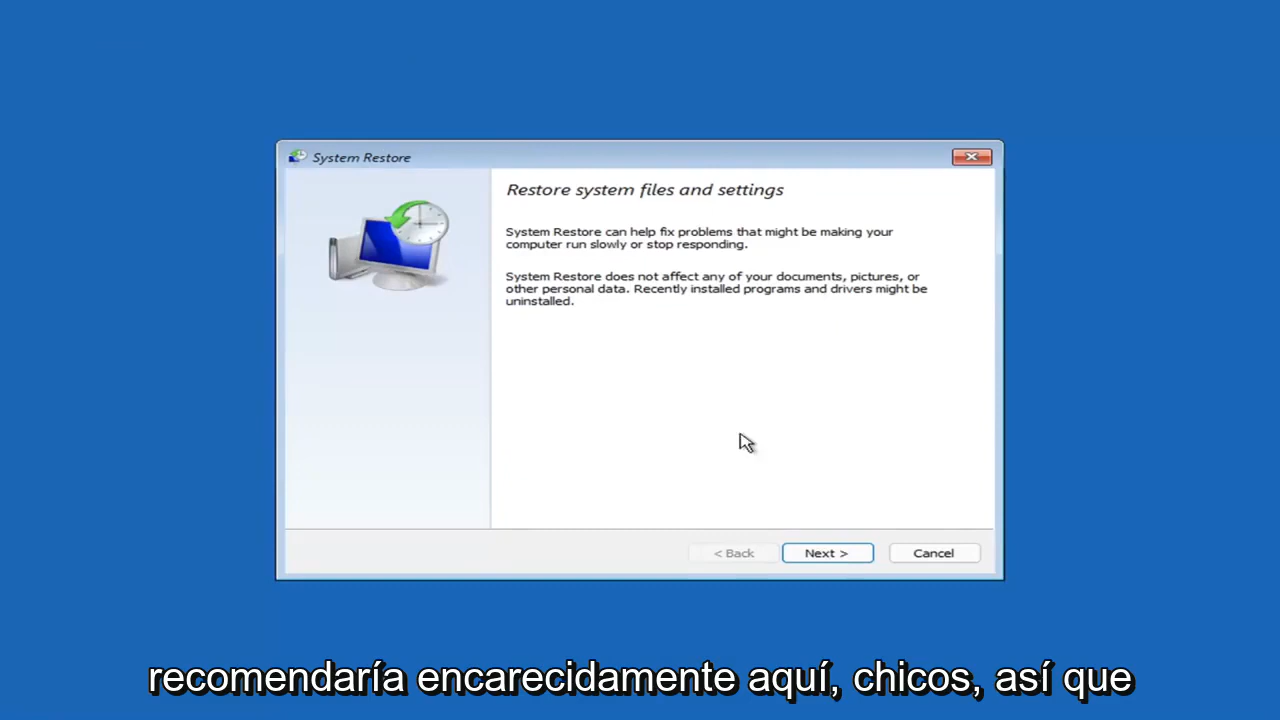 System Restore
Restore system files and settings
System Restore can help fix problems that might be making your
computer run slowly or stop responding.
System Restore does not affect any of your documents, pictures, or
other personal data. Recently installed programs and drivers might be
uninstalled.
< Back
Next >
Cancel
recomendaría encarecidamente aquí, chicos, así que